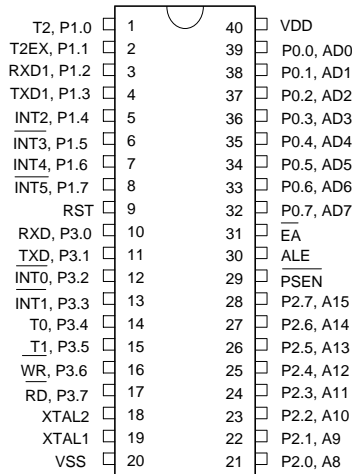 T2, P1.0 1 40 VDD
T2EX, P1.1 2 39 P0.0, AD0
RXD1, P1.2 3 38 P0.1, AD1
TXD1, P1.3 4 37 P0.2, AD2
INT2, P1.4 5 36 P0.3, AD3
INT3, P1.5 6 35 P0.4, AD4
INT4, P1.6 7 34 P0.5, AD5
INT5, P1.7 8 33 P0.6, AD6
RST 9 32 P0.7, AD7
RXD, P3.0 10 31 EA
TXD, P3.1 11 30 ALE
INT0, P3.2 12 29 PSEN
INT1, P3.3 13 28 P2.7, A15
T0, P3.4 14 27 P2.6, A14
T1, P3.5 15 26 P2.5, A13
WR, P3.6 16 25 P2.4, A12
RD, P3.7 17 24 P2.3, A11
XTAL2 18 23 P2.2, A10
XTAL1 19 22 P2.1, A9
VSS 20 21 P2.0, A8